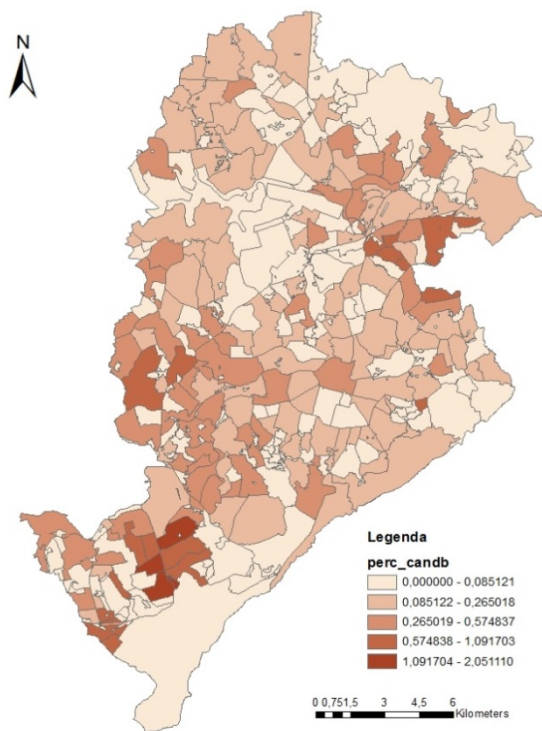 N
Legenda
perc_candb
0,000000 - 0,085121
0,085122 - 0,265018
0,265019 - 0,574837
0,574838 - 1,091703
1,091704 - 2,051110
0 0,751,5 3 4,5 6
Kilometers